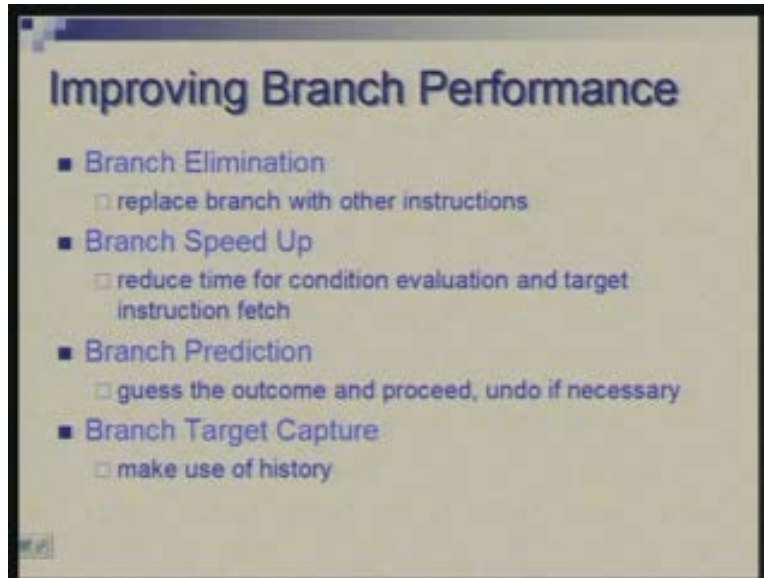 Improving Branch Performance
Branch Elimination
replace branch with other instructions
Branch Speed Up
reduce time for condition evaluation and target
instruction fetch
Branch Prediction
guess the outcome and proceed, undo if necessary
Branch Target Capture
make use of history